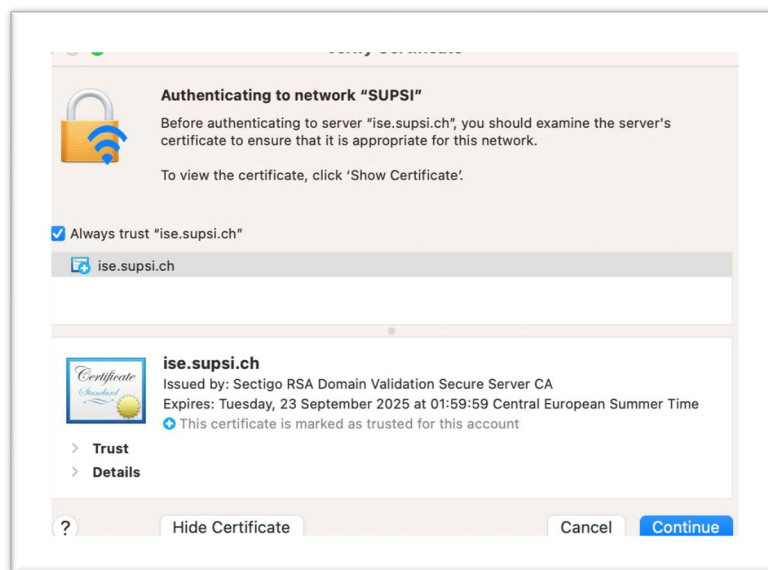 Authenticating to network “SUPSI”
Before authenticating to server “ise.supsi.ch”, you should examine the server's
certificate to ensure that it is appropriate for this network.
To view the certificate, click ‘Show Certificate’.
Always trust “ise.supsi.ch”
ise.supsi.ch
Certificate
Standard
ise.supsi.ch
Issued by: Sectigo RSA Domain Validation Secure Server CA
Expires: Tuesday, 23 September 2025 at 01:59:59 Central European Summer Time
This certificate is marked as trusted for this account
Trust
Details
? Hide Certificate Cancel Continue